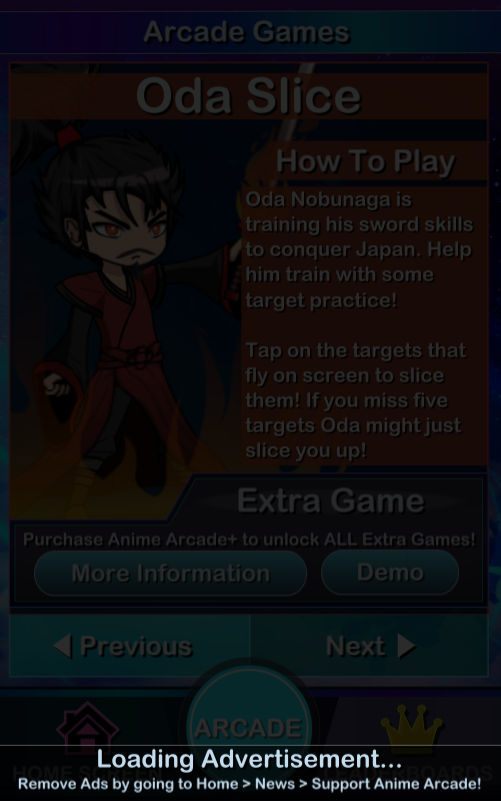 Arcade Games
Oda Slice
How To Play
Oda Nobunaga is
training his sword skills
to conquer Japan. Help
him train with some
target practice!
Tap on the targets that
fly on screen to slice
them! If you miss five
targets Oda might just
slice you up!
Extra Game
Purchase Anime Arcade+ to unlock ALL Extra Games!
More Information
Demo
Previous
Next
ARCADE
HOME SCREEN
LEADERBOARDS
Loading Advertisement...
Remove Ads by going to Home > News > Support Anime Arcade!